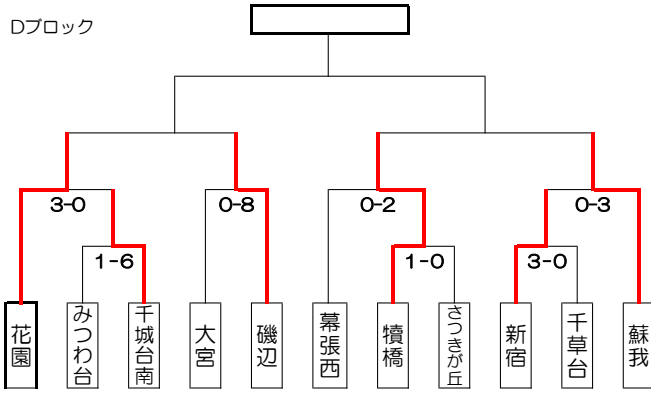 Dブロック
3-0
0-8
0-2
0-3
1-6
1-0
3-0
花園
みつわ台
千城台南
大宮
磯辺
幕張西
犢橋
さつきが丘
新宿
千草台
蘇我